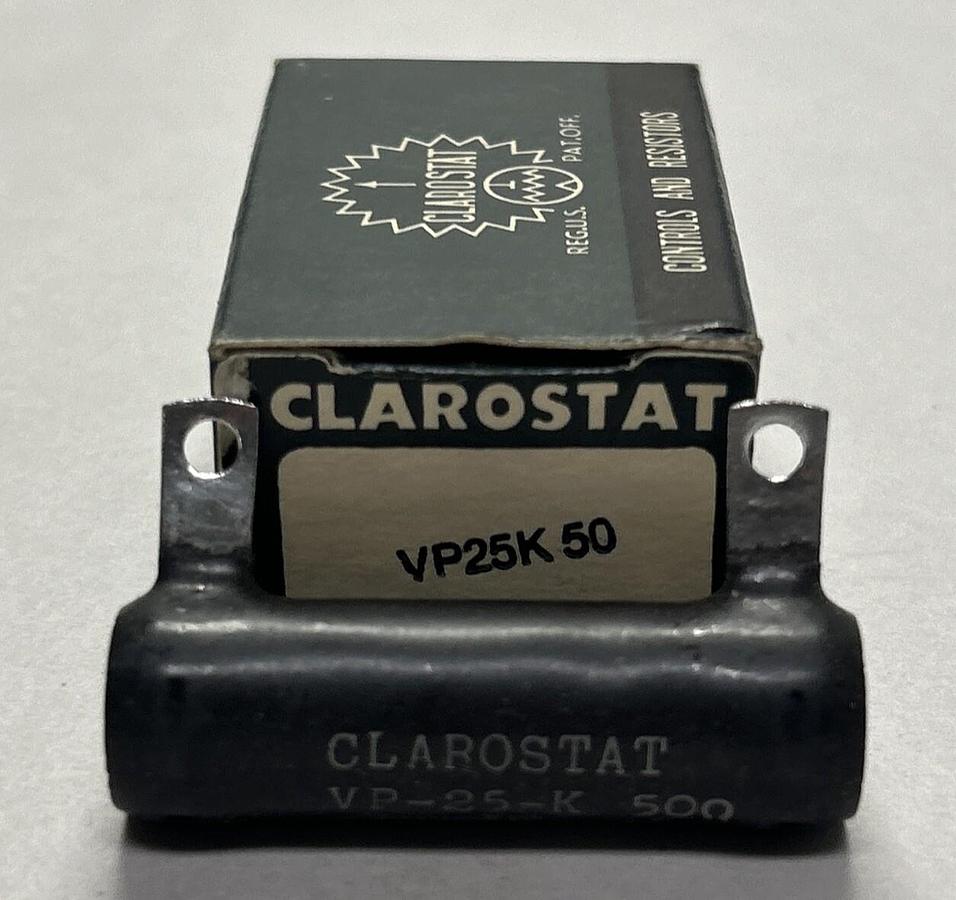 CLAROSTAT
REG.U.S. PAT.OFF.
CONTROLS AND RESISTORS
CLAROSTAT
VP25K 50
CLAROSTAT
VP-25-K 50Ω